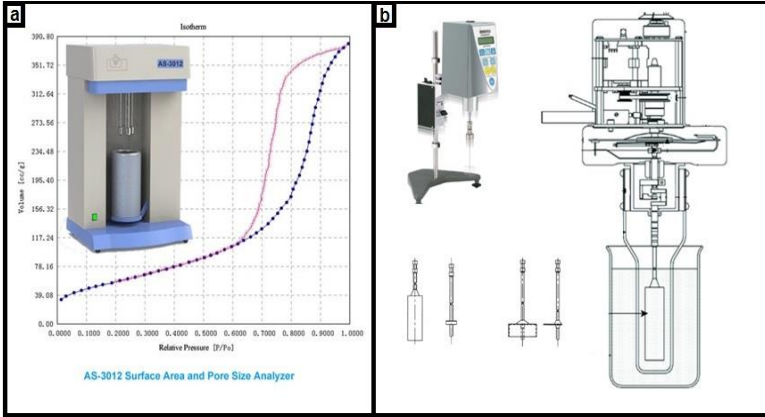 a
Isotherm
390.80
351.72
312.64
273.56
234.48
195.40
156.32
117.24
78.16
39.08
0.00
Volume [cc/g]
AS-3012
0.0000 0.1000 0.2000 0.3000 0.4000 0.5000 0.6000 0.7000 0.8000 0.9000 1.0000
Relative Pressure [P/Po]
AS-3012 Surface Area and Pore Size Analyzer
b